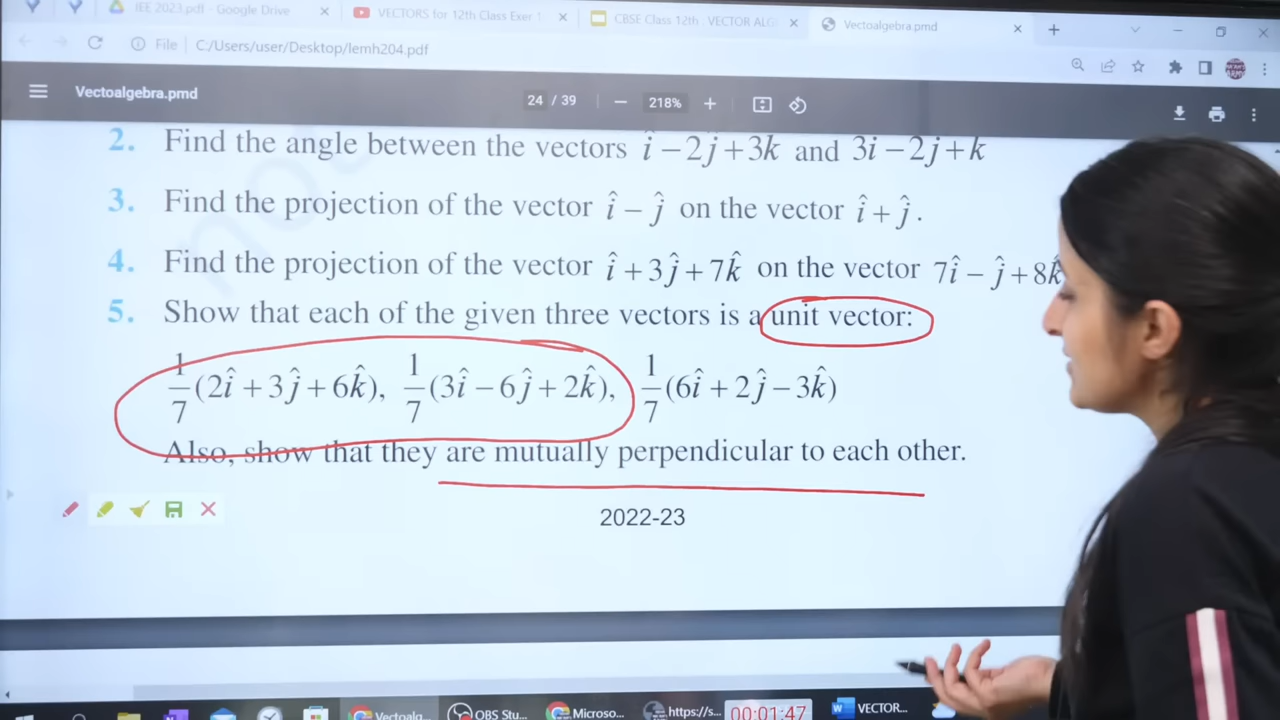 IEE 2023.pdf - Google Drive
VECTORS for 12th Class Exer 1
CBSE Class 12th : VECTOR ALG
Vectoalgebra.pmd
File | C:/Users/user/Desktop/lemh204.pdf
Vectoalgebra.pmd
24 / 39
218%
2. Find the angle between the vectors î − 2ĵ + 3k and 3i − 2ĵ + k
3. Find the projection of the vector î − ĵ on the vector î + ĵ.
4. Find the projection of the vector î + 3ĵ + 7k̂ on the vector 7î − ĵ + 8k̂
5. Show that each of the given three vectors is a unit vector:
1/7(2î + 3ĵ + 6k̂), 1/7(3î − 6ĵ + 2k̂), 1/7(6î + 2ĵ − 3k̂)
Also, show that they are mutually perpendicular to each other.
2022-23
Vectoalg...
OBS Stu...
Microso...
https://s...
00:01:47
VECTOR...